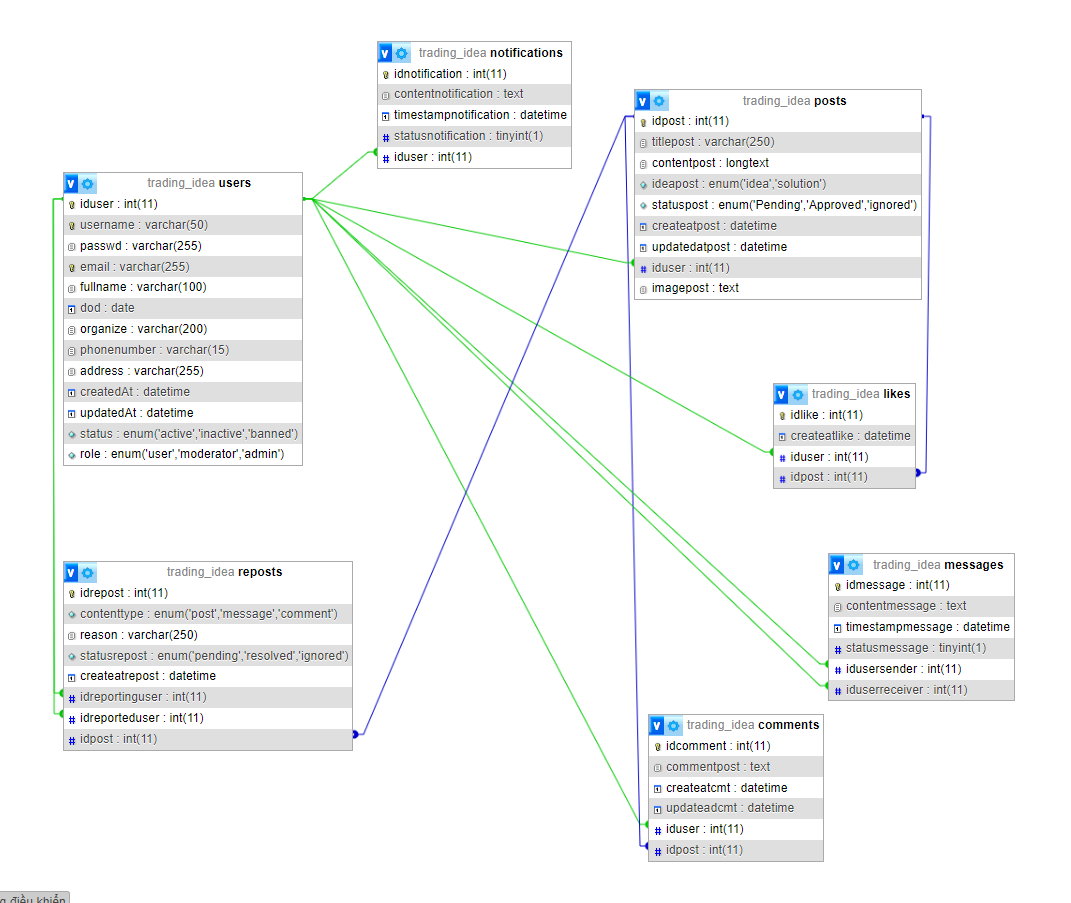 trading_idea notifications
idnotification : int(11)
contentnotification : text
timestampnotification : datetime
statusnotification : tinyint(1)
iduser : int(11)
trading_idea posts
idpost : int(11)
titlepost : varchar(250)
contentpost : longtext
ideapost : enum('idea','solution')
statuspost : enum('Pending','Approved','ignored')
createatpost : datetime
updatedatpost : datetime
iduser : int(11)
imagepost : text
trading_idea users
iduser : int(11)
username : varchar(50)
passwd : varchar(255)
email : varchar(255)
fullname : varchar(100)
dod : date
organize : varchar(200)
phonenumber : varchar(15)
address : varchar(255)
createdAt : datetime
updatedAt : datetime
status : enum('active','inactive','banned')
role : enum('user','moderator','admin')
trading_idea likes
idlike : int(11)
createatlike : datetime
iduser : int(11)
idpost : int(11)
trading_idea reposts
idrepost : int(11)
contenttype : enum('post','message','comment')
reason : varchar(250)
statusrepost : enum('pending','resolved','ignored')
createatrepost : datetime
idreportinguser : int(11)
idreporteduser : int(11)
idpost : int(11)
trading_idea messages
idmessage : int(11)
contentmessage : text
timestampmessage : datetime
statusmessage : tinyint(1)
idusersender : int(11)
iduserreceiver : int(11)
trading_idea comments
idcomment : int(11)
commentpost : text
createatcmt : datetime
updateadcmt : datetime
iduser : int(11)
idpost : int(11)
điều khiển